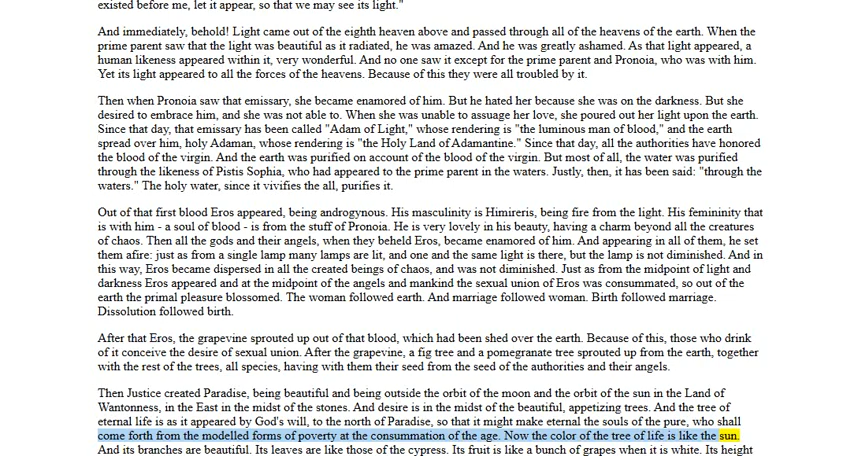 existed before me, let it appear, so that we may see its light."
And immediately, behold! Light came out of the eighth heaven above and passed through all of the heavens of the earth. When the
prime parent saw that the light was beautiful as it radiated, he was amazed. And he was greatly ashamed. As that light appeared, a
human likeness appeared within it, very wonderful. And no one saw it except for the prime parent and Pronoia, who was with him.
Yet its light appeared to all the forces of the heavens. Because of this they were all troubled by it.
Then when Pronoia saw that emissary, she became enamored of him. But he hated her because she was on the darkness. But she
desired to embrace him, and she was not able to. When she was unable to assuage her love, she poured out her light upon the earth.
Since that day, that emissary has been called "Adam of Light," whose rendering is "the luminous man of blood," and the earth
spread over him, holy Adaman, whose rendering is "the Holy Land of Adamantine." Since that day, all the authorities have honored
the blood of the virgin. And the earth was purified on account of the blood of the virgin. But most of all, the water was purified
through the likeness of Pistis Sophia, who had appeared to the prime parent in the waters. Justly, then, it has been said: "through the
waters." The holy water, since it vivifies the all, purifies it.
Out of that first blood Eros appeared, being androgynous. His masculinity is Himireris, being fire from the light. His femininity that
is with him - a soul of blood - is from the stuff of Pronoia. He is very lovely in his beauty, having a charm beyond all the creatures
of chaos. Then all the gods and their angels, when they beheld Eros, became enamored of him. And appearing in all of them, he set
them afire: just as from a single lamp many lamps are lit, and one and the same light is there, but the lamp is not diminished. And in
this way, Eros became dispersed in all the created beings of chaos, and was not diminished. Just as from the midpoint of light and
darkness Eros appeared and at the midpoint of the angels and mankind the sexual union of Eros was consummated, so out of the
earth the primal pleasure blossomed. The woman followed earth. And marriage followed woman. Birth followed marriage.
Dissolution followed birth.
After that Eros, the grapevine sprouted up out of that blood, which had been shed over the earth. Because of this, those who drink
of it conceive the desire of sexual union. After the grapevine, a fig tree and a pomegranate tree sprouted up from the earth, together
with the rest of the trees, all species, having with them their seed from the seed of the authorities and their angels.
Then Justice created Paradise, being beautiful and being outside the orbit of the moon and the orbit of the sun in the Land of
Wantonness, in the East in the midst of the stones. And desire is in the midst of the beautiful, appetizing trees. And the tree of
eternal life is as it appeared by God's will, to the north of Paradise, so that it might make eternal the souls of the pure, who shall
come forth from the modelled forms of poverty at the consummation of the age. Now the color of the tree of life is like the sun.
And its branches are beautiful. Its leaves are like those of the cypress. Its fruit is like a bunch of grapes when it is white. Its height